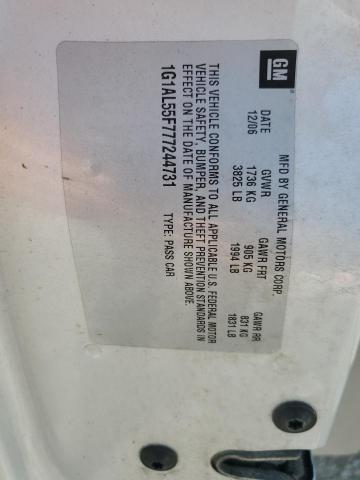 GM
MFD BY GENERAL MOTORS CORP.
DATE GVWR GAWR FRT GAWR RR
12/06 1736 KG 905 KG 831 KG
3825 LB 1994 LB 1831 LB
THIS VEHICLE CONFORMS TO ALL APPLICABLE U.S. FEDERAL MOTOR
VEHICLE SAFETY, BUMPER, AND THEFT PREVENTION STANDARDS IN
EFFECT ON THE DATE OF MANUFACTURE SHOWN ABOVE.
1G1AL55F777244731 TYPE: PASS CAR